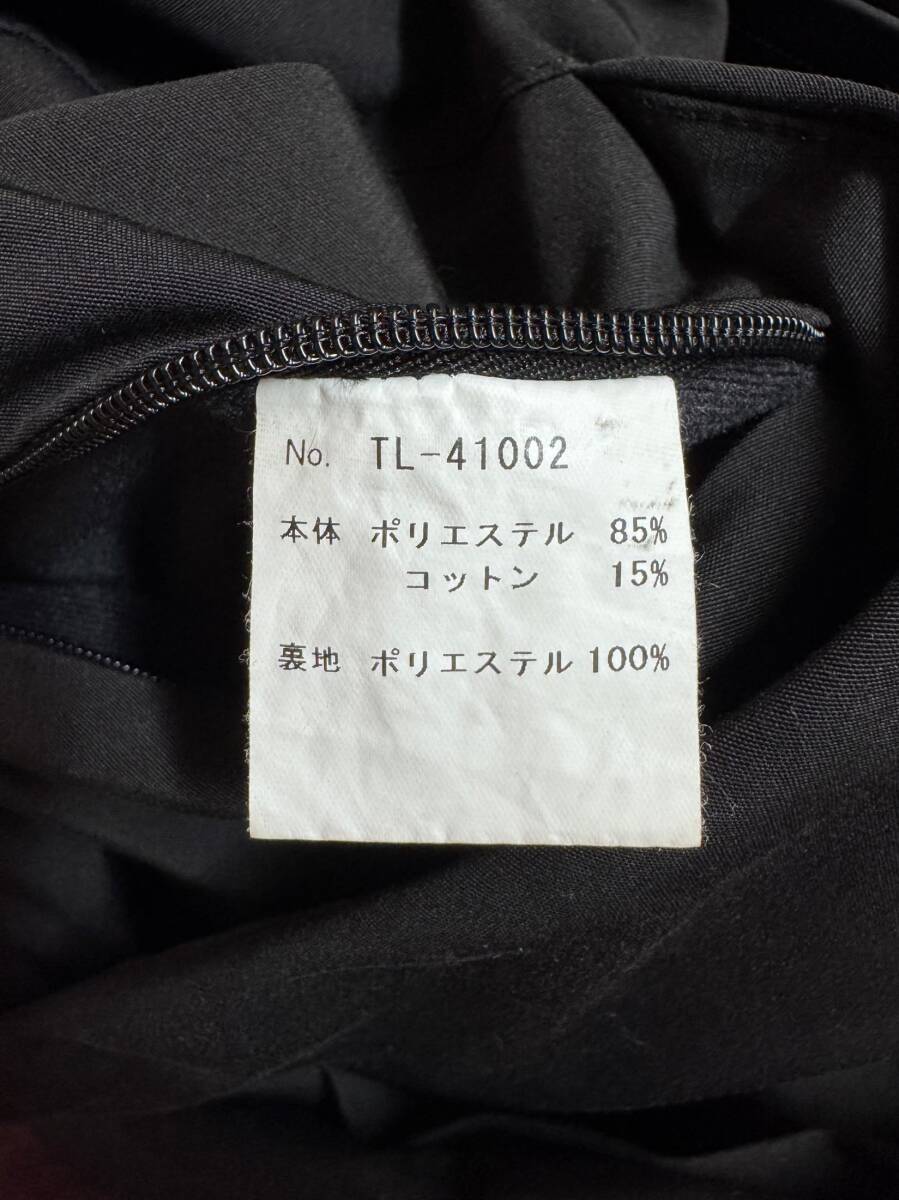 No. TL-41002
本体 ポリエステル 85%
コットン 15%
裏地 ポリエステル 100%